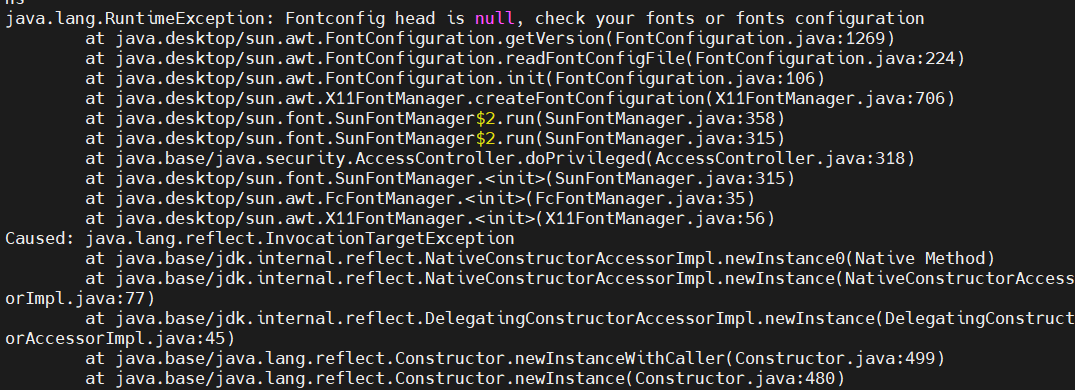 ns
java.lang.RuntimeException: Fontconfig head is null, check your fonts or fonts configuration
        at java.desktop/sun.awt.FontConfiguration.getVersion(FontConfiguration.java:1269)
        at java.desktop/sun.awt.FontConfiguration.readFontConfigFile(FontConfiguration.java:224)
        at java.desktop/sun.awt.FontConfiguration.init(FontConfiguration.java:106)
        at java.desktop/sun.awt.X11FontManager.createFontConfiguration(X11FontManager.java:706)
        at java.desktop/sun.font.SunFontManager$2.run(SunFontManager.java:358)
        at java.desktop/sun.font.SunFontManager$2.run(SunFontManager.java:315)
        at java.base/java.security.AccessController.doPrivileged(AccessController.java:318)
        at java.desktop/sun.font.SunFontManager.<init>(SunFontManager.java:315)
        at java.desktop/sun.awt.FcFontManager.<init>(FcFontManager.java:35)
        at java.desktop/sun.awt.X11FontManager.<init>(X11FontManager.java:56)
Caused: java.lang.reflect.InvocationTargetException
        at java.base/jdk.internal.reflect.NativeConstructorAccessorImpl.newInstance0(Native Method)
        at java.base/jdk.internal.reflect.NativeConstructorAccessorImpl.newInstance(NativeConstructorAccess
orImpl.java:77)
        at java.base/jdk.internal.reflect.DelegatingConstructorAccessorImpl.newInstance(DelegatingConstruct
orAccessorImpl.java:45)
        at java.base/java.lang.reflect.Constructor.newInstanceWithCaller(Constructor.java:499)
        at java.base/java.lang.reflect.Constructor.newInstance(Constructor.java:480)